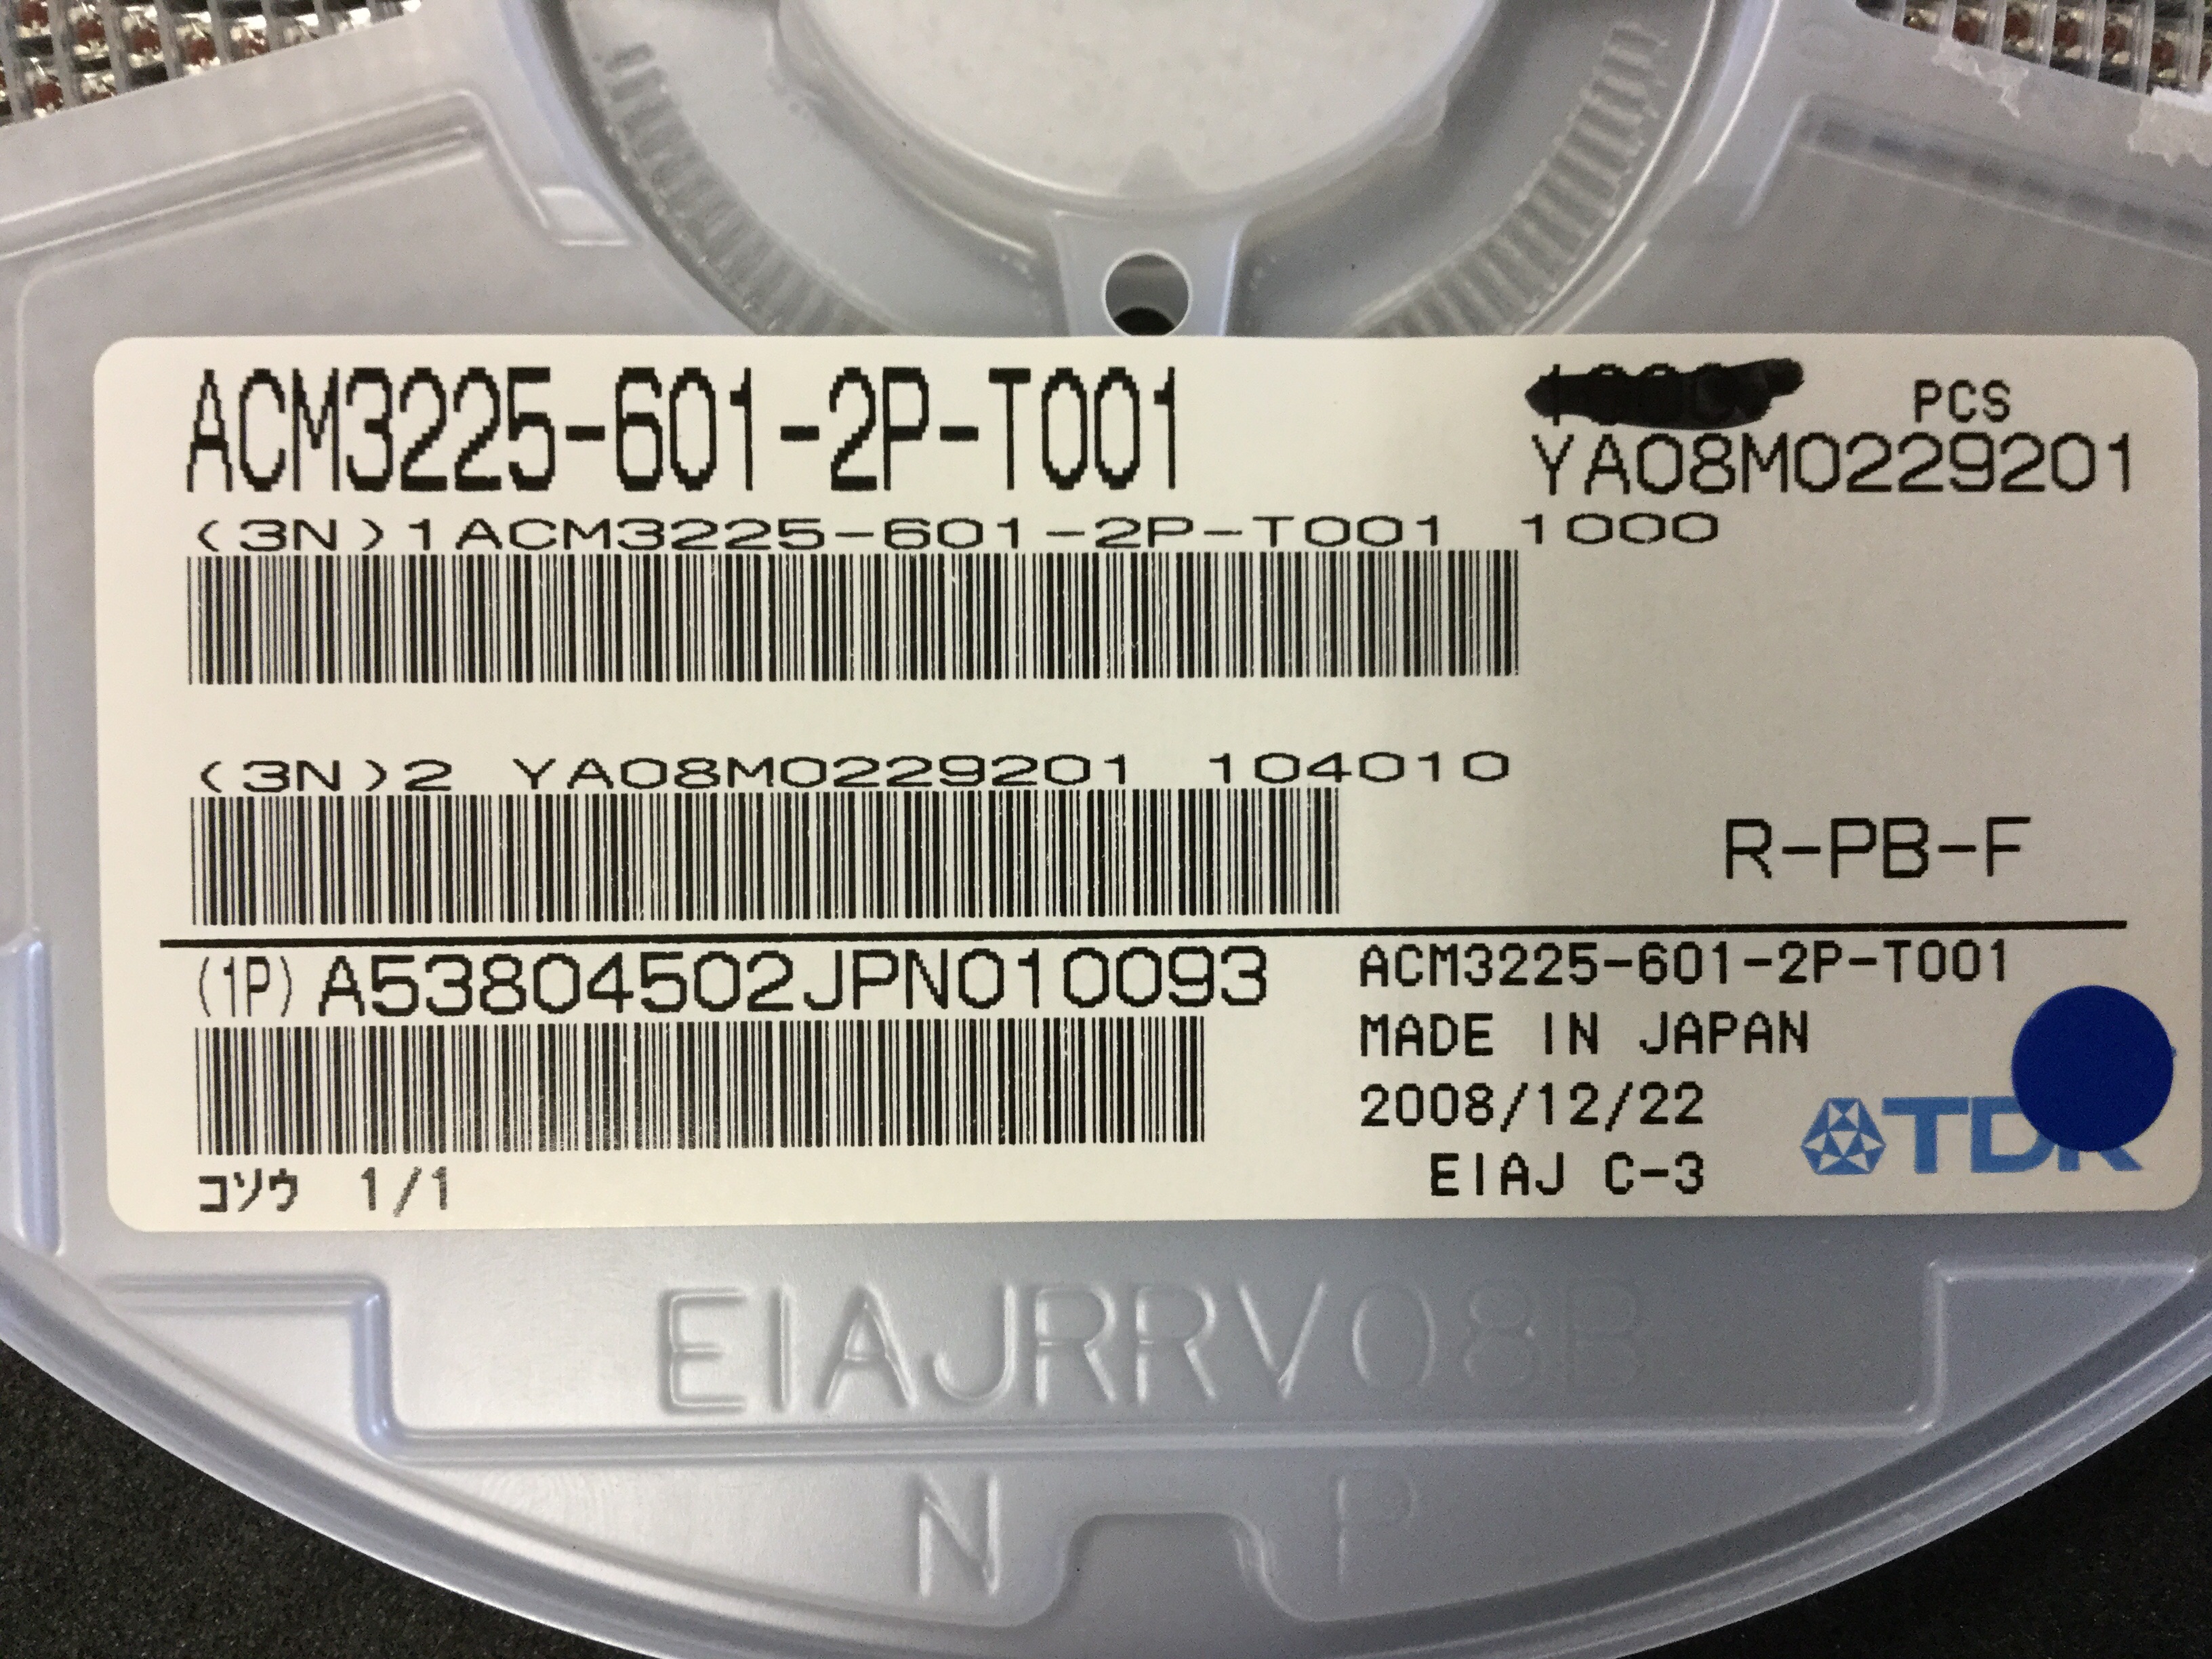 ACM3225-601-2P-T001
PCS
YA08M0229201
(3N)1ACM3225-601-2P-T001 1000
(3N)2 YA08M0229201 104010
R-PB-F
(1P) A53804502JPN010093
ACM3225-601-2P-T001
MADE IN JAPAN
2008/12/22
EIAJ C-3
TDK
コソウ 1/1
EIAJRRV08B
N P